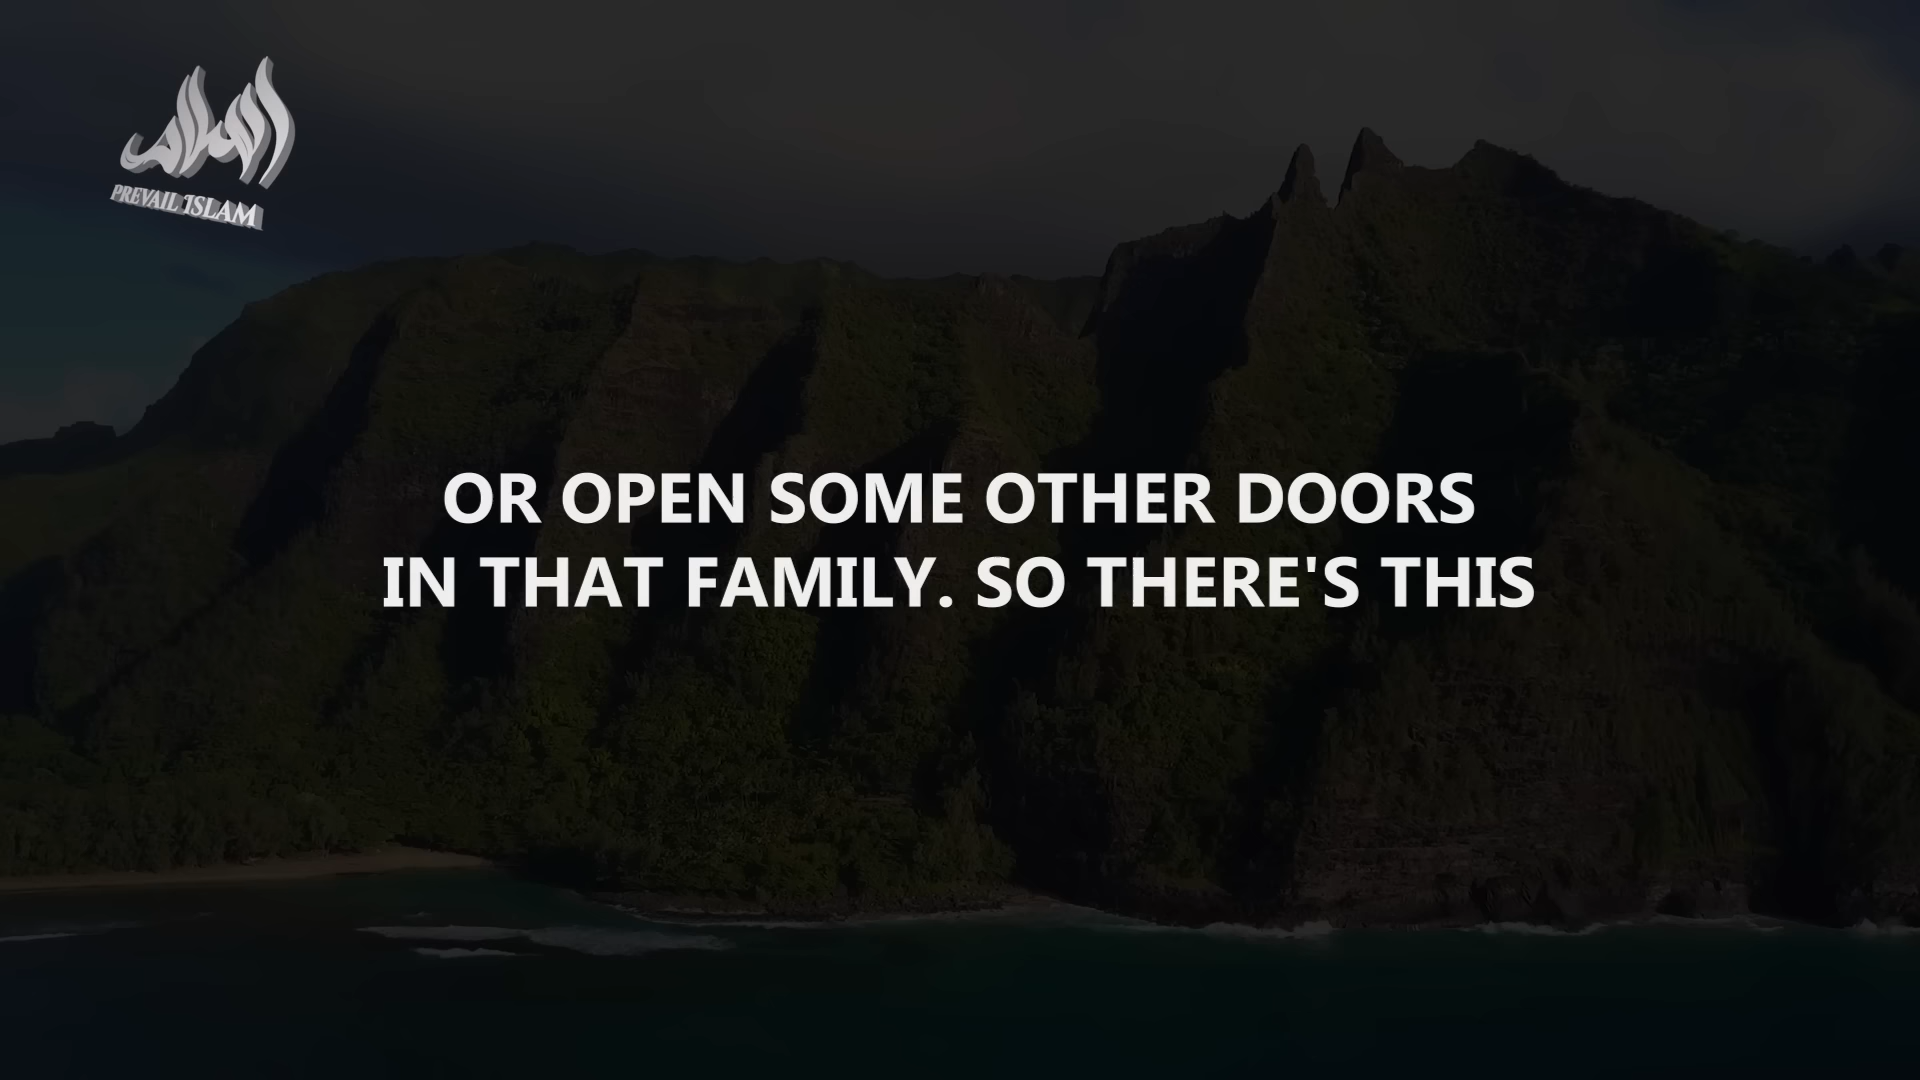 PREVAIL ISLAM
OR OPEN SOME OTHER DOORS
IN THAT FAMILY. SO THERE'S THIS